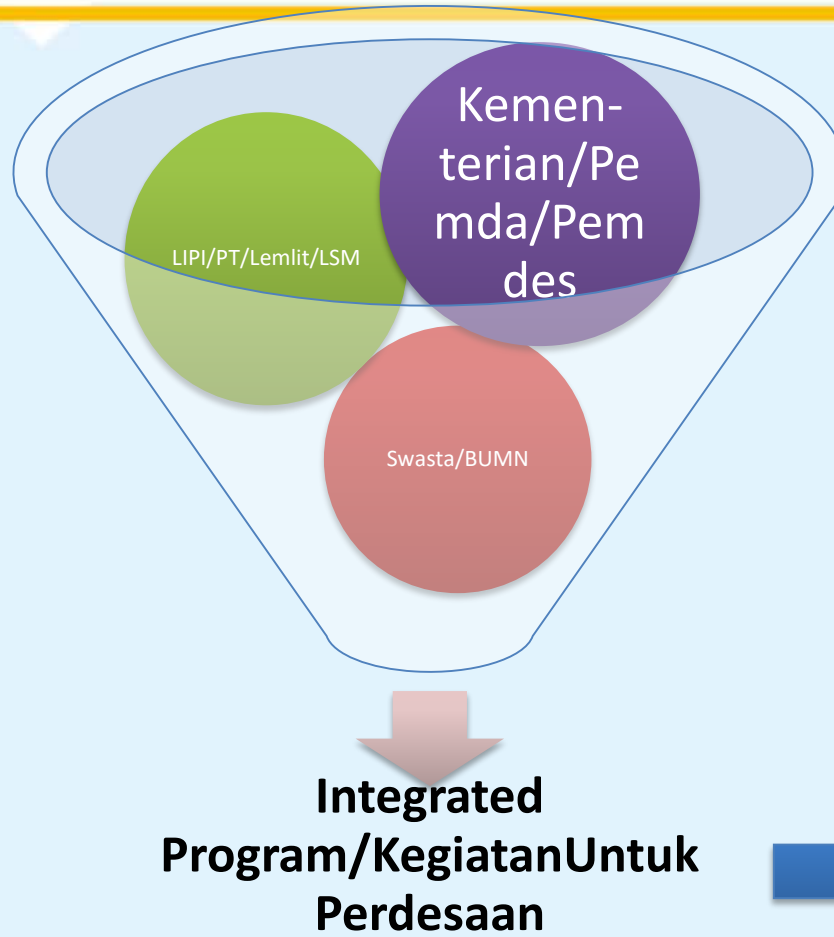 Kemen-
terian/Pe
mda/Pem
des
LIPI/PT/Lemlit/LSM
Swasta/BUMN
Integrated
Program/KegiatanUntuk
Perdesaan